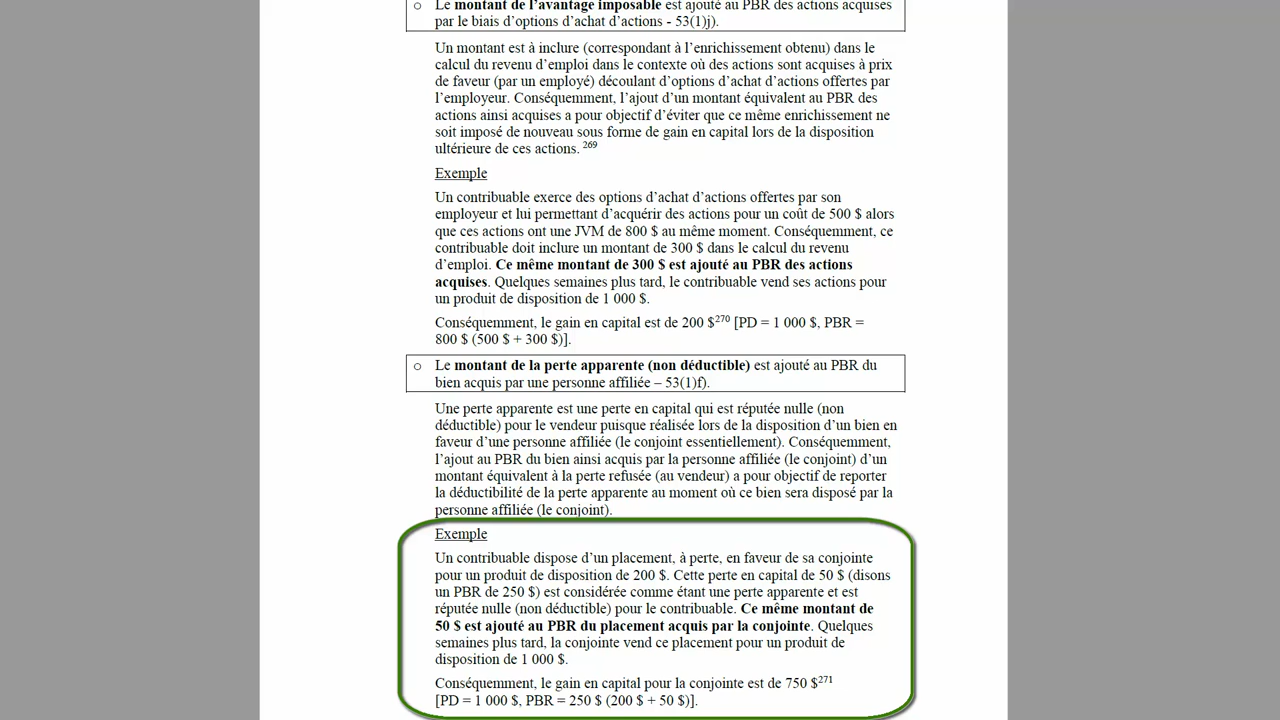 ○ Le montant de l’avantage imposable est ajouté au PBR des actions acquises
par le biais d’options d’achat d’actions - 53(1)j).
Un montant est à inclure (correspondant à l’enrichissement obtenu) dans le
calcul du revenu d’emploi dans le contexte où des actions sont acquises à prix
de faveur (par un employé) découlant d’options d’achat d’actions offertes par
l’employeur. Conséquemment, l’ajout d’un montant équivalent au PBR des
actions ainsi acquises a pour objectif d’éviter que ce même enrichissement ne
soit imposé de nouveau sous forme de gain en capital lors de la disposition
ultérieure de ces actions. 269
Exemple
Un contribuable exerce des options d’achat d’actions offertes par son
employeur et lui permettant d’acquérir des actions pour un coût de 500 $ alors
que ces actions ont une JVM de 800 $ au même moment. Conséquemment, ce
contribuable doit inclure un montant de 300 $ dans le calcul du revenu
d’emploi. Ce même montant de 300 $ est ajouté au PBR des actions
acquises. Quelques semaines plus tard, le contribuable vend ses actions pour
un produit de disposition de 1 000 $.
Conséquemment, le gain en capital est de 200 $270 [PD = 1 000 $, PBR =
800 $ (500 $ + 300 $)].
○ Le montant de la perte apparente (non déductible) est ajouté au PBR du
bien acquis par une personne affiliée – 53(1)f).
Une perte apparente est une perte en capital qui est réputée nulle (non
déductible) pour le vendeur puisque réalisée lors de la disposition d’un bien en
faveur d’une personne affiliée (le conjoint essentiellement). Conséquemment,
l’ajout au PBR du bien ainsi acquis par la personne affiliée (le conjoint) d’un
montant équivalent à la perte refusée (au vendeur) a pour objectif de reporter
la déductibilité de la perte apparente au moment où ce bien sera disposé par la
personne affiliée (le conjoint).
Exemple
Un contribuable dispose d’un placement, à perte, en faveur de sa conjointe
pour un produit de disposition de 200 $. Cette perte en capital de 50 $ (disons
un PBR de 250 $) est considérée comme étant une perte apparente et est
réputée nulle (non déductible) pour le contribuable. Ce même montant de
50 $ est ajouté au PBR du placement acquis par la conjointe. Quelques
semaines plus tard, la conjointe vend ce placement pour un produit de
disposition de 1 000 $.
Conséquemment, le gain en capital pour la conjointe est de 750 $271
[PD = 1 000 $, PBR = 250 $ (200 $ + 50 $)].